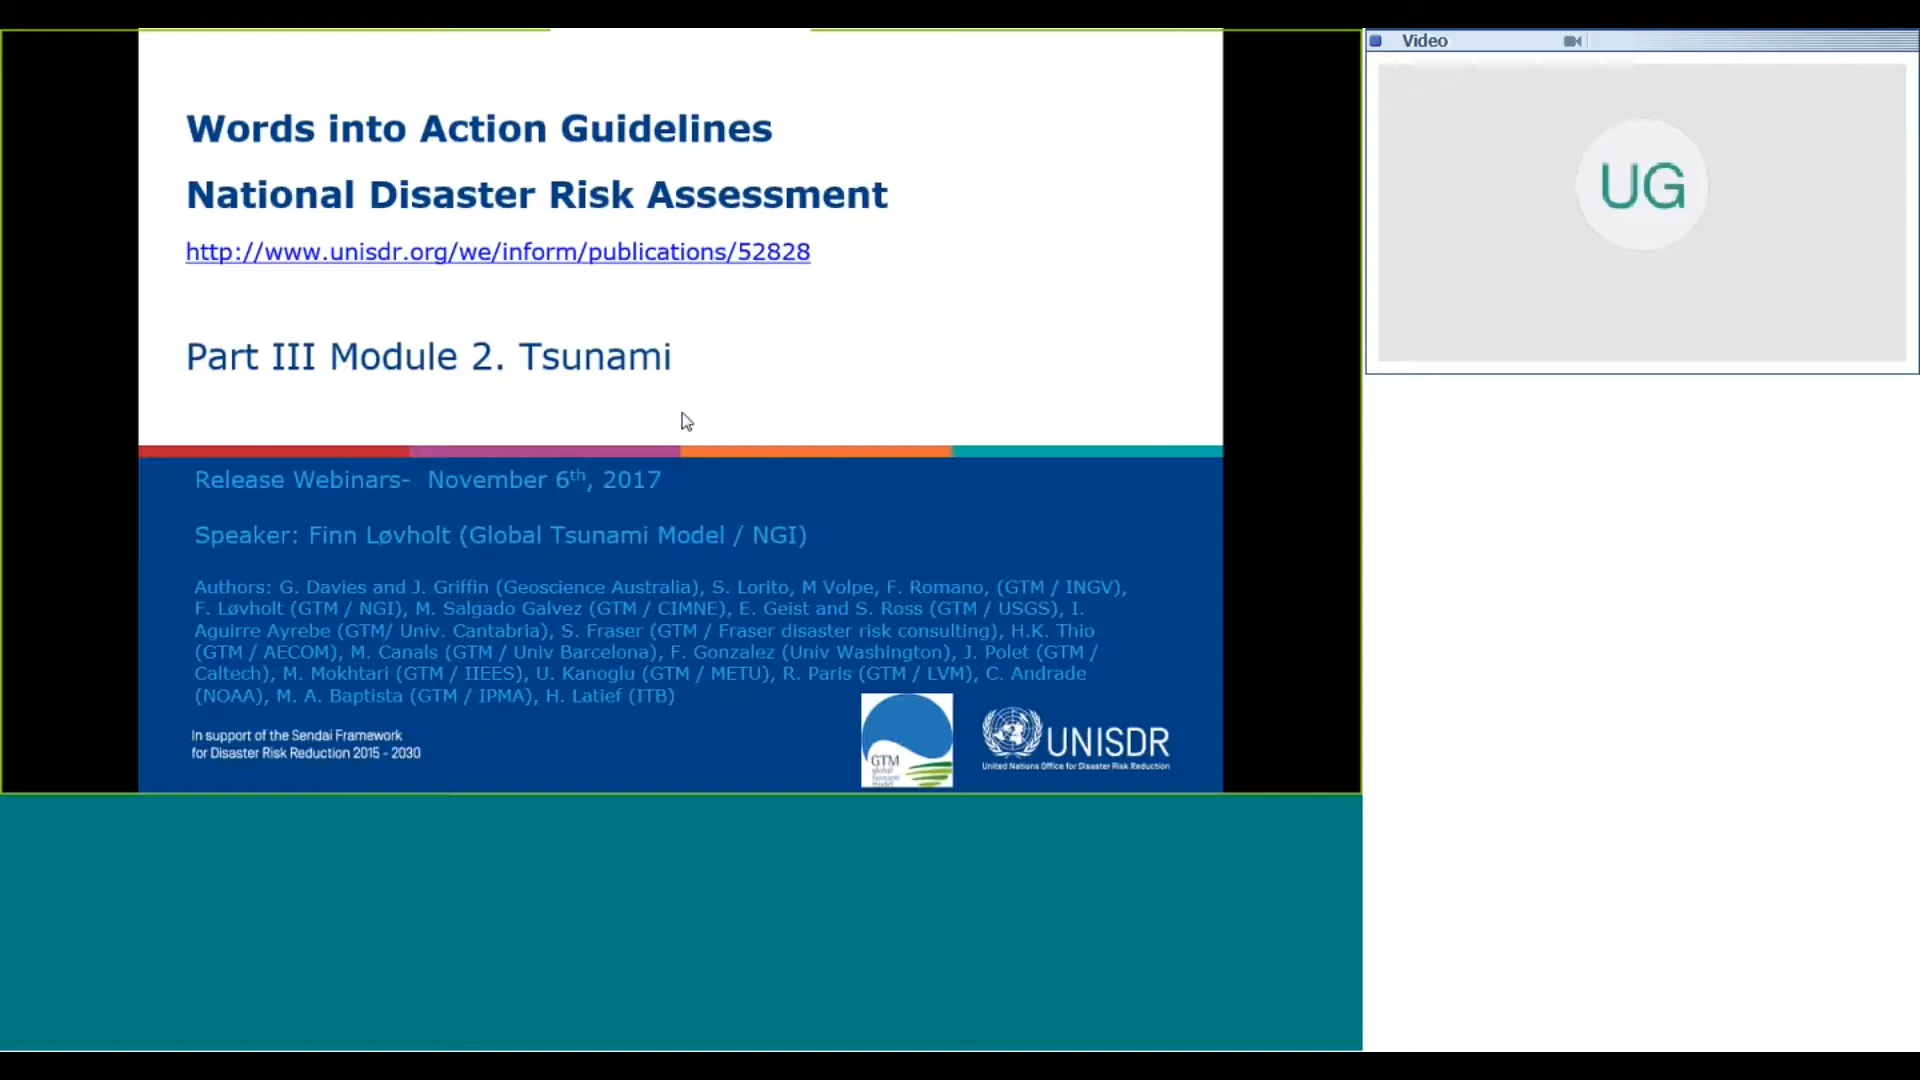 Words into Action Guidelines
National Disaster Risk Assessment
http://www.unisdr.org/we/inform/publications/52828
Part III Module 2. Tsunami
Release Webinars-  November 6th, 2017
Speaker: Finn Løvholt (Global Tsunami Model / NGI)
Authors: G. Davies and J. Griffin (Geoscience Australia), S. Lorito, M Volpe, F. Romano, (GTM / INGV),
F. Løvholt (GTM / NGI), M. Salgado Galvez (GTM / CIMNE), E. Geist and S. Ross (GTM / USGS), I.
Aguirre Ayrebe (GTM/ Univ. Cantabria), S. Fraser (GTM / Fraser disaster risk consulting), H.K. Thio
(GTM / AECOM), M. Canals (GTM / Univ Barcelona), F. Gonzalez (Univ Washington), J. Polet (GTM /
Caltech), M. Mokhtari (GTM / IIEES), U. Kanoglu (GTM / METU), R. Paris (GTM / LVM), C. Andrade
(NOAA), M. A. Baptista (GTM / IPMA), H. Latief (ITB)
In support of the Sendai Framework
for Disaster Risk Reduction 2015 - 2030
GTM
global
tsunami
model
UNISDR
United Nations Office for Disaster Risk Reduction
Video
UG